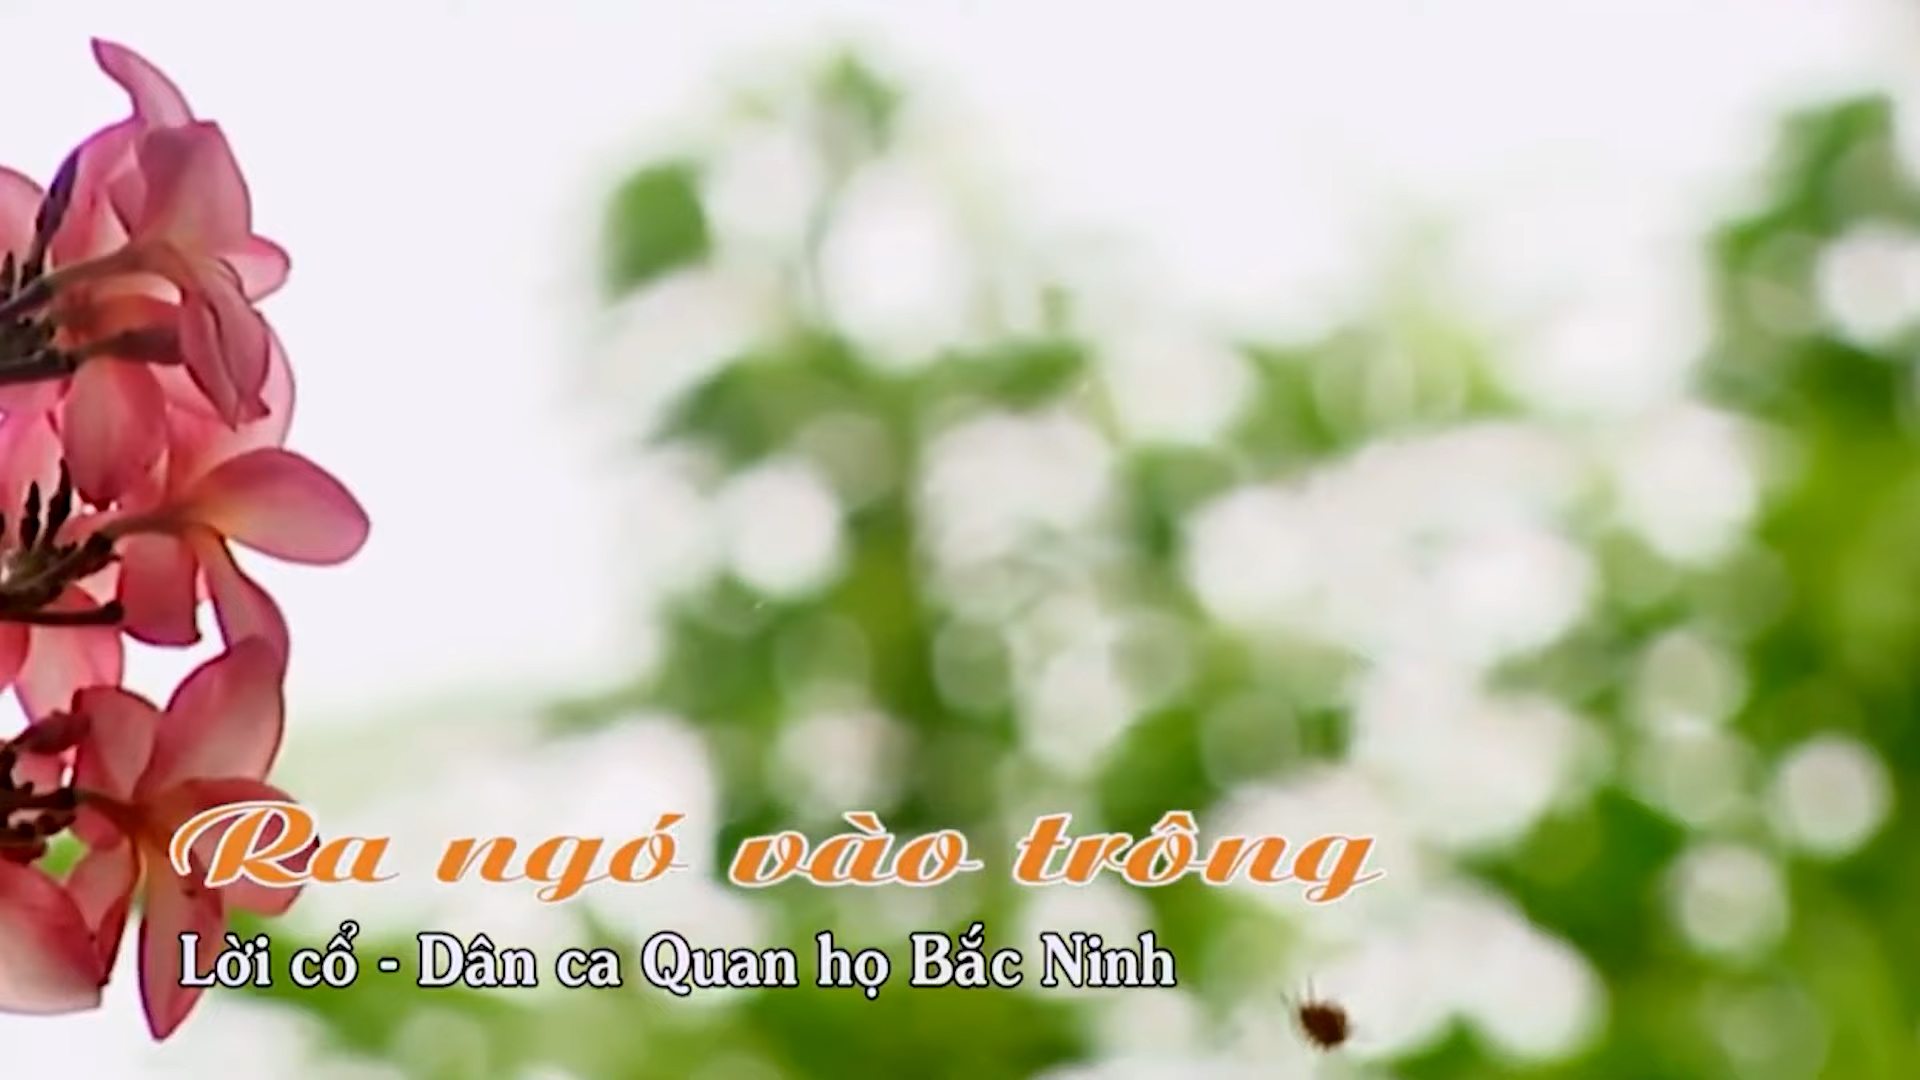 Ra ngó vào trông
Lời cổ - Dân ca Quan họ Bắc Ninh